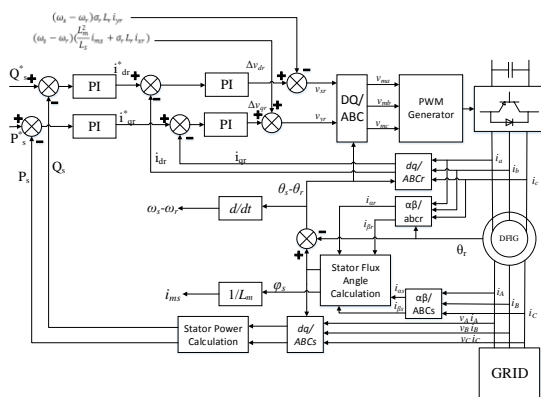 (ωs − ωr)σr Lr iyr
(ωs − ωr)(L²m/Ls ims + σr Lr ixr)
Q*s
i*dr
Δvdr
vxr
PI
PI
P*s
i*qr
Δvqr
vyr
PI
PI
DQ/
ABC
vma
vmb
vmc
PWM
Generator
Ps
Qs
idr
iqr
dq/
ABCr
ia
ib
ic
θs-θr
ωs-ωr
d/dt
iαr
iβr
αβ/
abcr
DFIG
θr
Stator Flux
Angle
Calculation
φs
1/Lm
ims
iαs
iβs
αβ/
ABCs
iA
iB
iC
Stator Power
Calculation
dq/
ABCs
vA iA
vB iB
vC iC
GRID